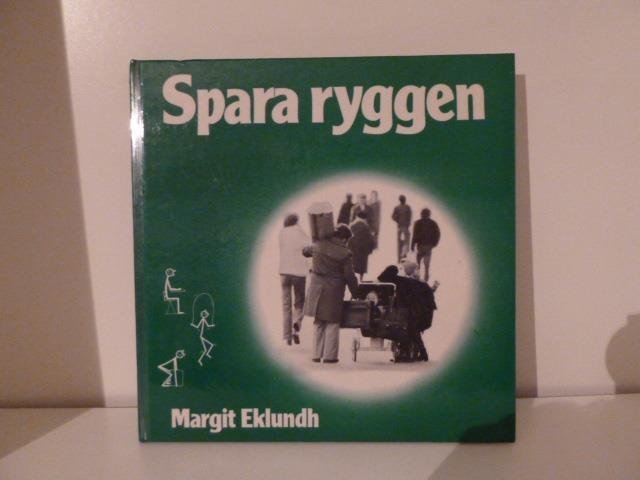 Spara ryggen
Margit Eklundh